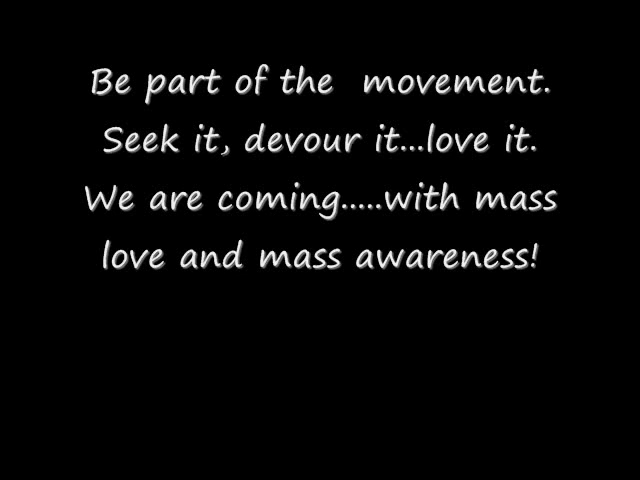 Be part of the  movement.
Seek it, devour it...love it.
We are coming.....with mass
love and mass awareness!